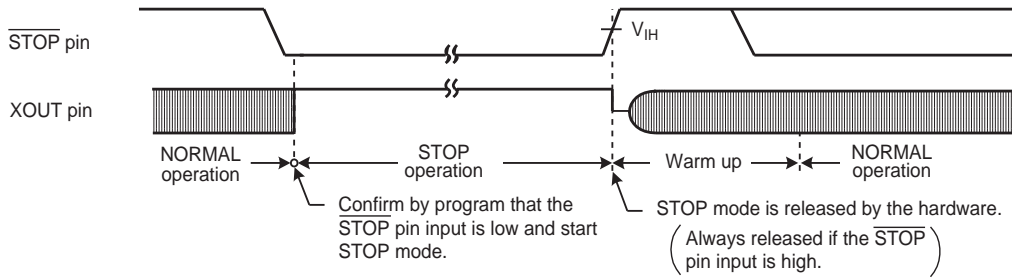 STOP pin
VIH
XOUT pin
NORMAL operation
STOP operation
Warm up
NORMAL operation
Confirm by program that the
STOP pin input is low and start
STOP mode.
STOP mode is released by the hardware.
(Always released if the STOP
pin input is high.)